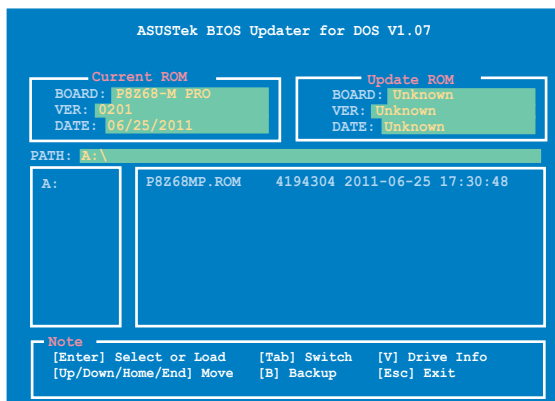 ASUSTek BIOS Updater for DOS V1.07
Current ROM
BOARD: P8Z68-M PRO
VER: 0201
DATE: 06/25/2011
Update ROM
BOARD: Unknown
VER: Unknown
DATE: Unknown
PATH: A:\
A:
P8Z68MP.ROM 4194304 2011-06-25 17:30:48
Note
[Enter] Select or Load [Tab] Switch [V] Drive Info
[Up/Down/Home/End] Move [B] Backup [Esc] Exit